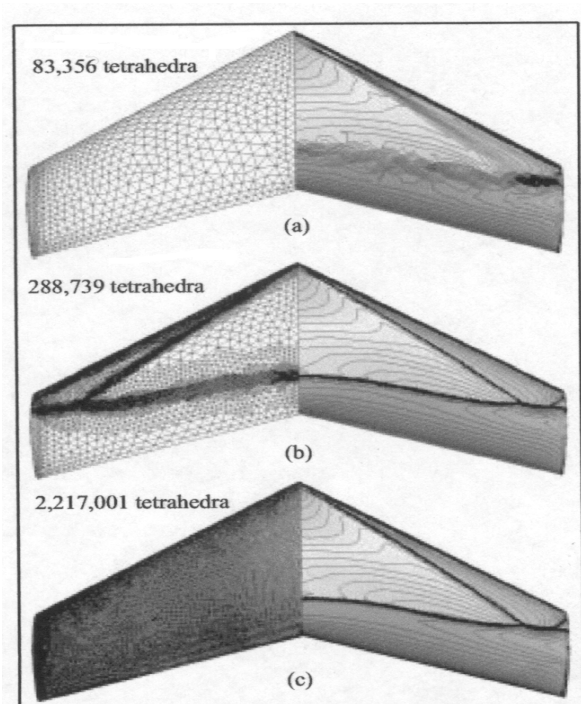 83,356 tetrahedra
(a)
288,739 tetrahedra
(b)
2,217,001 tetrahedra
(c)